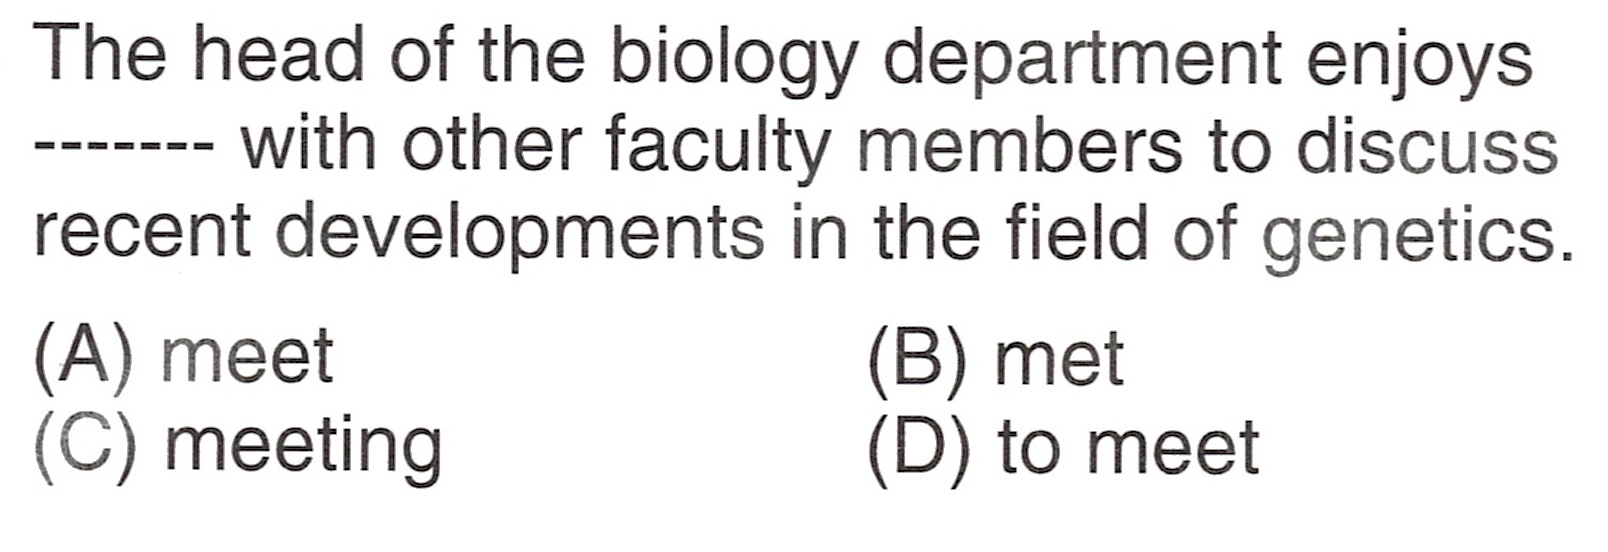 The head of the biology department enjoys
------- with other faculty members to discuss
recent developments in the field of genetics.
(A) meet (B) met
(C) meeting (D) to meet